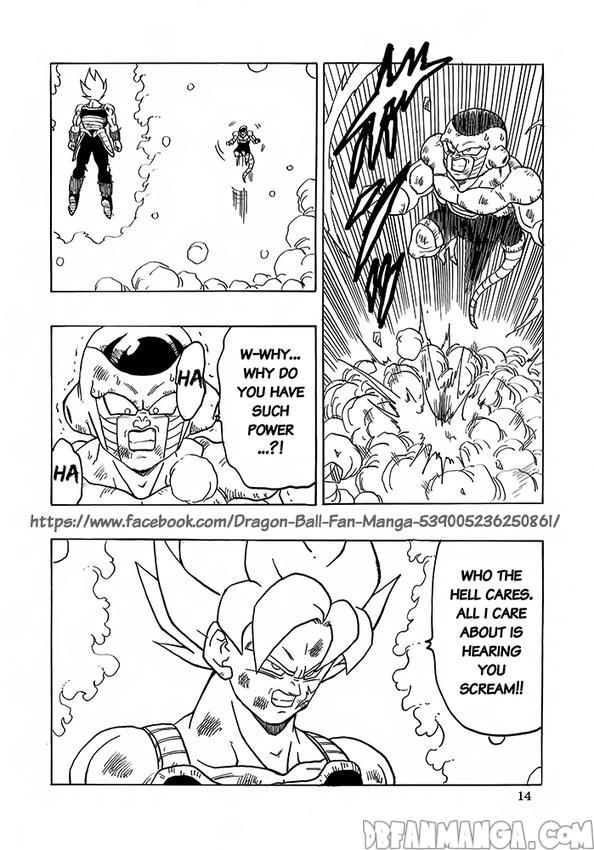 HA
HA
W-WHY...
WHY DO
YOU HAVE
SUCH
POWER
...?!
https://www.facebook.com/Dragon-Ball-Fan-Manga-539005236250861/
WHO THE
HELL CARES.
ALL I CARE
ABOUT IS
HEARING
YOU
SCREAM!!
14
DBFANMANGA.COM